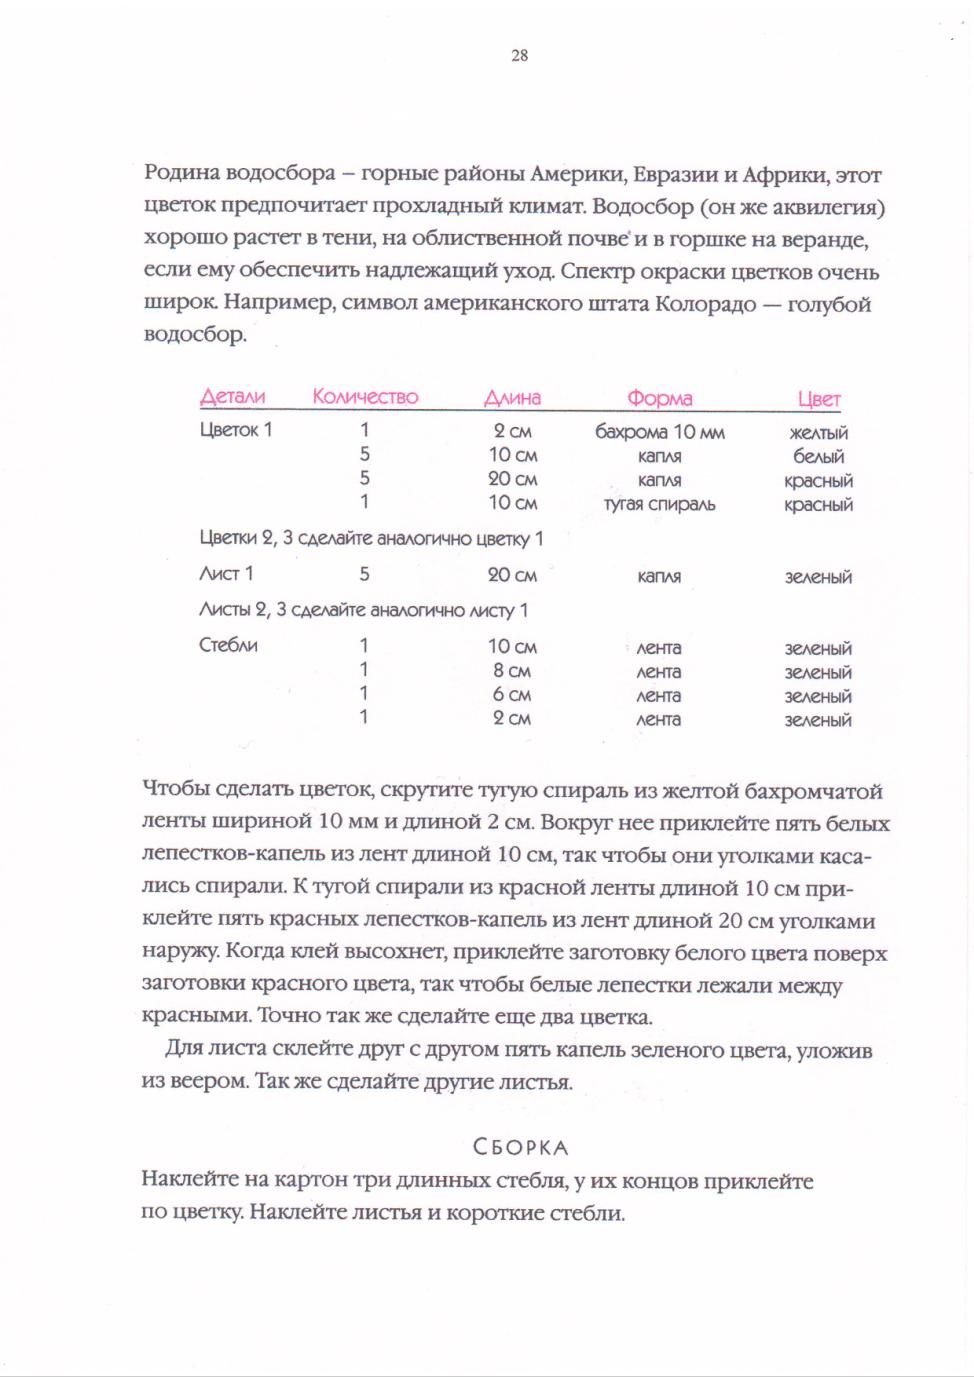 28
Родина водосбора – горные районы Америки, Евразии и Африки, этот
цветок предпочитает прохладный климат. Водосбор (он же аквилегия)
хорошо растет в тени, на облиственной почве и в горшке на веранде,
если ему обеспечить надлежащий уход. Спектр окраски цветков очень
широк. Например, символ американского штата Колорадо — голубой
водосбор.
Детали Количество Длина Форма Цвет
Цветок 1 1 2 см бахрома 10 мм желтый
5 10 см капля белый
5 20 см капля красный
1 10 см тугая спираль красный
Цветки 2, 3 сделайте аналогично цветку 1
Лист 1 5 20 см капля зеленый
Листы 2, 3 сделайте аналогично листу 1
Стебли 1 10 см лента зеленый
1 8 см лента зеленый
1 6 см лента зеленый
1 2 см лента зеленый
Чтобы сделать цветок, скрутите тугую спираль из желтой бахромчатой
ленты шириной 10 мм и длиной 2 см. Вокруг нее приклейте пять белых
лепестков-капель из лент длиной 10 см, так чтобы они уголками каса-
лись спирали. К тугой спирали из красной ленты длиной 10 см при-
клейте пять красных лепестков-капель из лент длиной 20 см уголками
наружу. Когда клей высохнет, приклейте заготовку белого цвета поверх
заготовки красного цвета, так чтобы белые лепестки лежали между
красными. Точно так же сделайте еще два цветка.
Для листа склейте друг с другом пять капель зеленого цвета, уложив
из веером. Так же сделайте другие листья.
Сборка
Наклейте на картон три длинных стебля, у их концов приклейте
по цветку. Наклейте листья и короткие стебли.